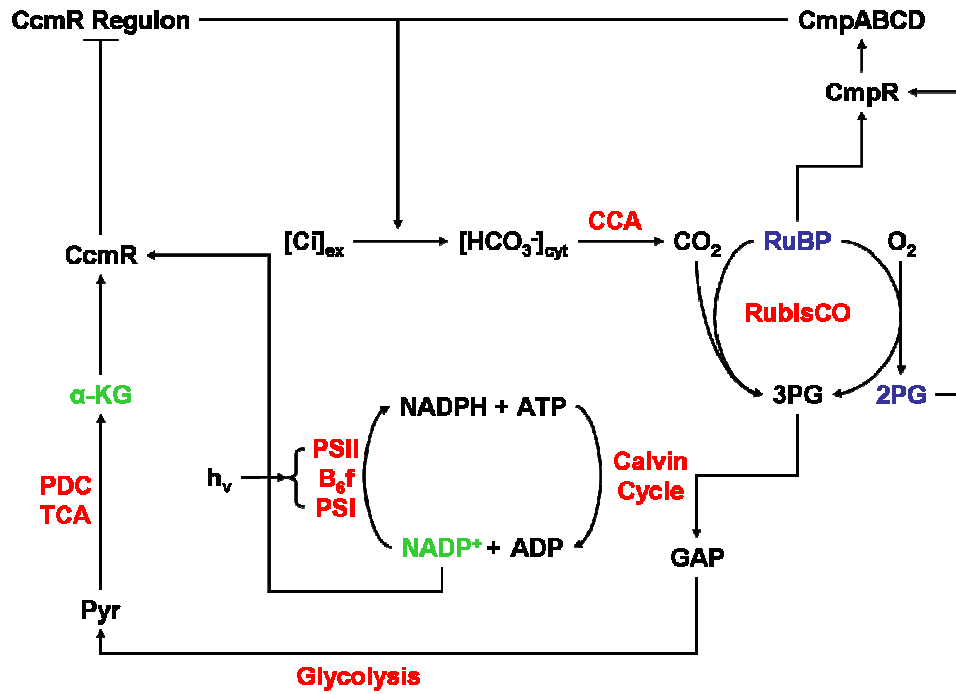 CcmR Regulon
CmpABCD
CmpR
CcmR
[Ci]ex
[HCO3-]cyt
CCA
CO2
RuBP
O2
RubisCO
α-KG
NADPH + ATP
3PG
2PG
PDC
TCA
hv
PSII
B6f
PSI
Calvin
Cycle
NADP+ + ADP
GAP
Pyr
Glycolysis